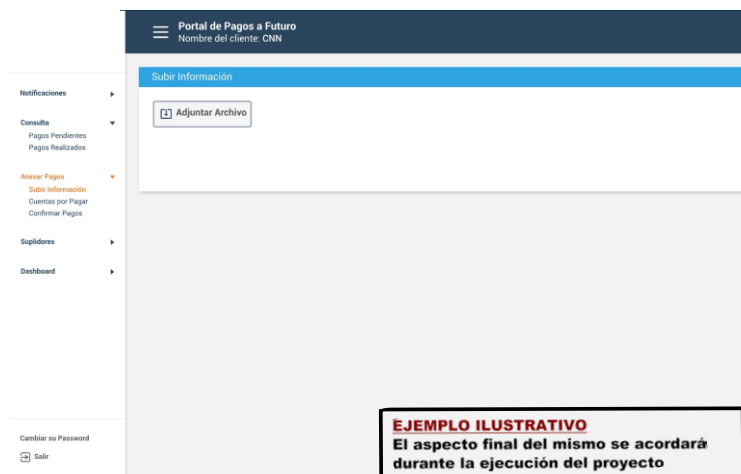 Portal de Pagos a Futuro
Nombre del cliente: CNN
Notificaciones
Consulta
Pagos Pendientes
Pagos Realizados
Anexar Pagos
Subir Información
Cuentas por Pagar
Confirmar Pagos
Suplidores
Dashboard
Cambiar su Password
Salir
Subir Información
Adjuntar Archivo
EJEMPLO ILUSTRATIVO
El aspecto final del mismo se acordará
durante la ejecución del proyecto